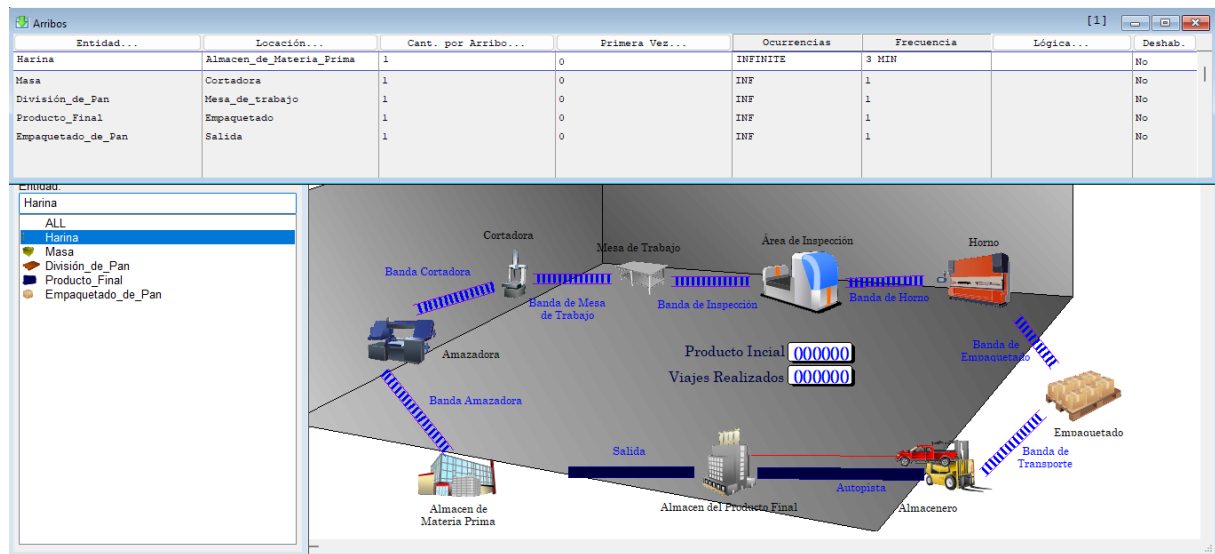 Arribos [1]
Entidad... Locación... Cant. por Arribo... Primera Vez... Ocurrencias Frecuencia Lógica... Deshab.
Harina Almacen_de_Materia_Prima 1 0 INFINITE 3 MIN No
Masa Cortadora 1 0 INF 1 No
División_de_Pan Mesa_de_trabajo 1 0 INF 1 No
Producto_Final Empaquetado 1 0 INF 1 No
Empaquetado_de_Pan Salida 1 0 INF 1 No
Entidad:
Harina
ALL
Harina
Masa
División_de_Pan
Producto_Final
Empaquetado_de_Pan
Cortadora
Mesa de Trabajo
Área de Inspección
Horno
Banda Cortadora
Banda de Mesa
de Trabajo
Banda de Inspección
Banda de Horno
Amazadora
Producto Incial 000000
Viajes Realizados 000000
Banda de
Empaquetado
Banda Amazadora
Empaquetado
Salida
Banda de
Transporte
Autopista
Almacen de
Materia Prima
Almacen del Producto Final
Almacenero